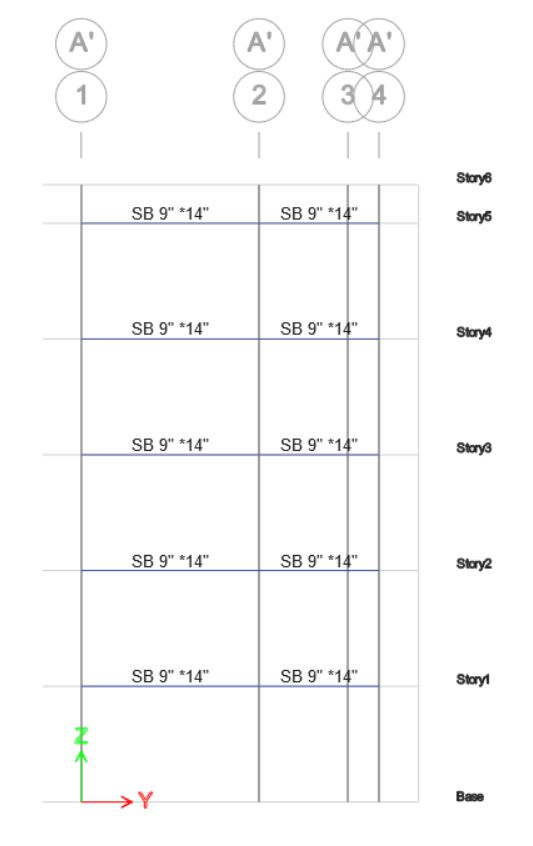 A' A' A' A'
1 2 3 4
Story6
SB 9" *14" SB 9" *14" Story5
SB 9" *14" SB 9" *14" Story4
SB 9" *14" SB 9" *14" Story3
SB 9" *14" SB 9" *14" Story2
SB 9" *14" SB 9" *14" Story1
Z
Y Base